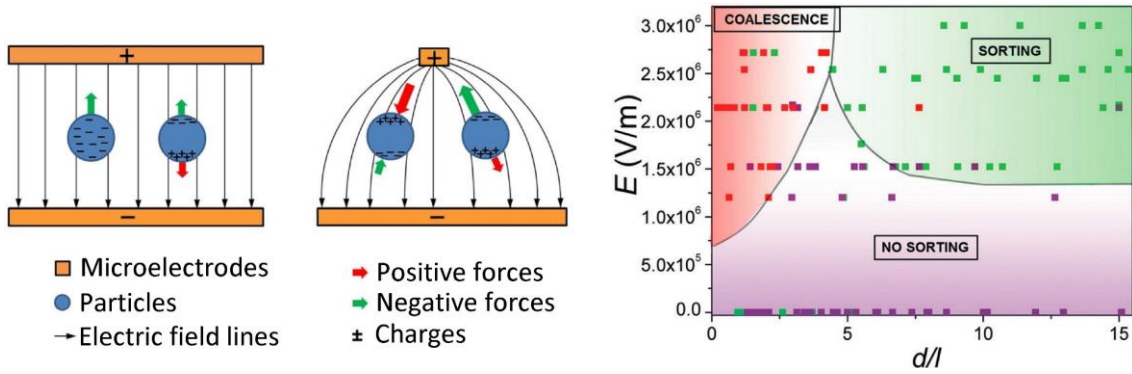 +
−
+
−
Microelectrodes
Particles
Electric field lines
Positive forces
Negative forces
± Charges
COALESCENCE
SORTING
NO SORTING
E (V/m)
3.0x10⁶
2.5x10⁶
2.0x10⁶
1.5x10⁶
1.0x10⁶
5.0x10⁵
0.0
0
5
10
15
d/l